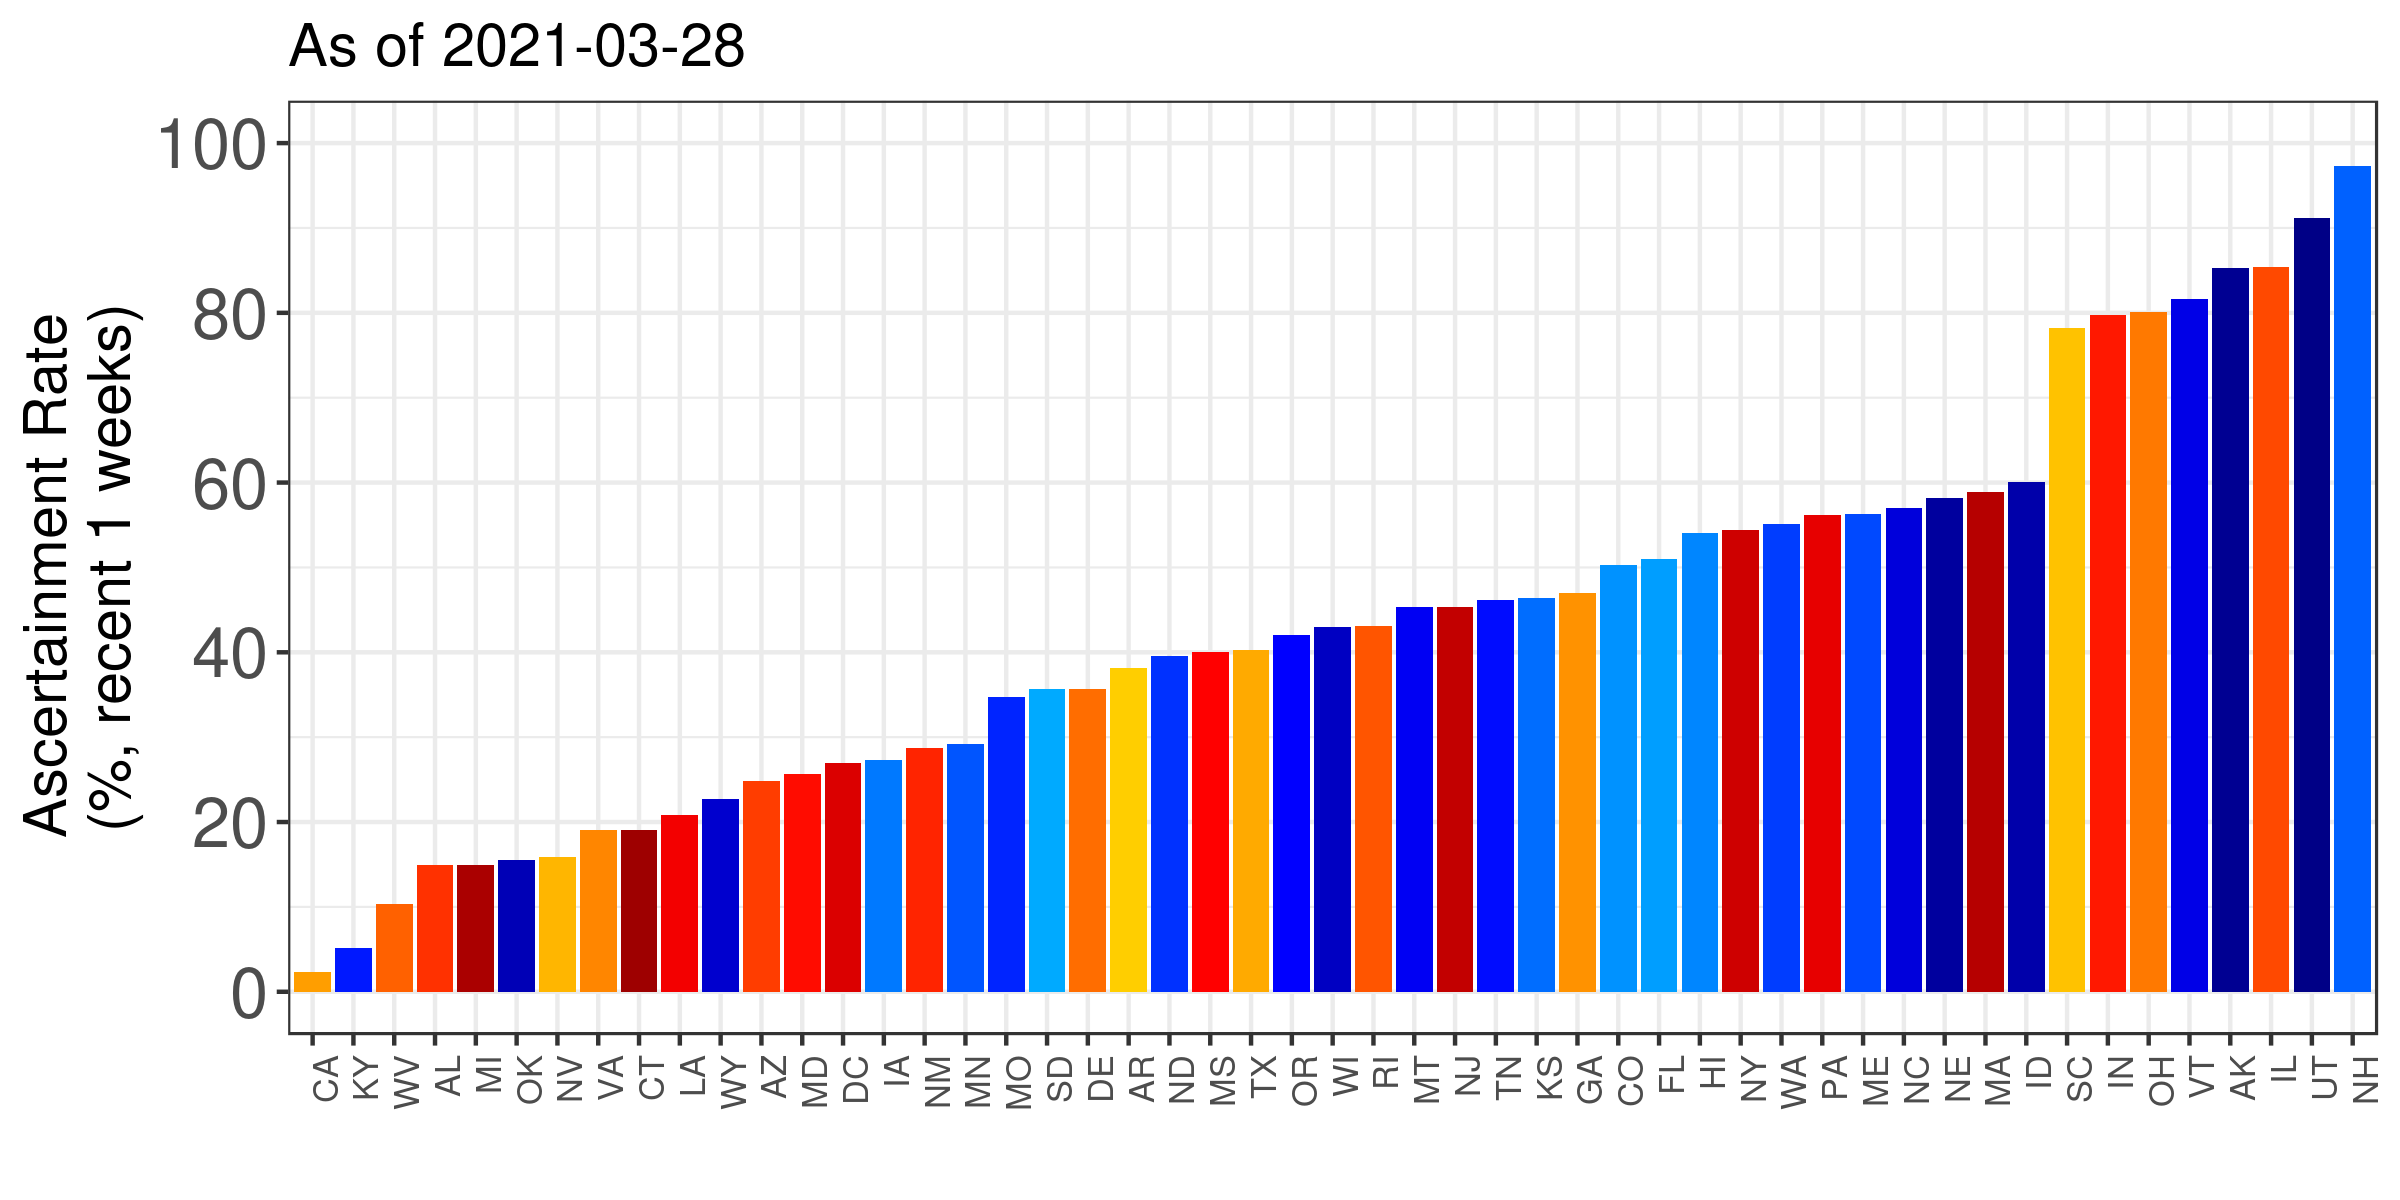 As of 2021-03-28
Ascertainment Rate
(%, recent 1 weeks)
100
80
60
40
20
0
CA KY WV AL MI OK NV VA CT LA WY AZ MD DC IA NM MN MO SD DE AR ND MS TX OR WI RI MT NJ TN KS GA CO FL HI NY WA PA ME NC NE MA ID SC IN OH VT AK IL UT NH